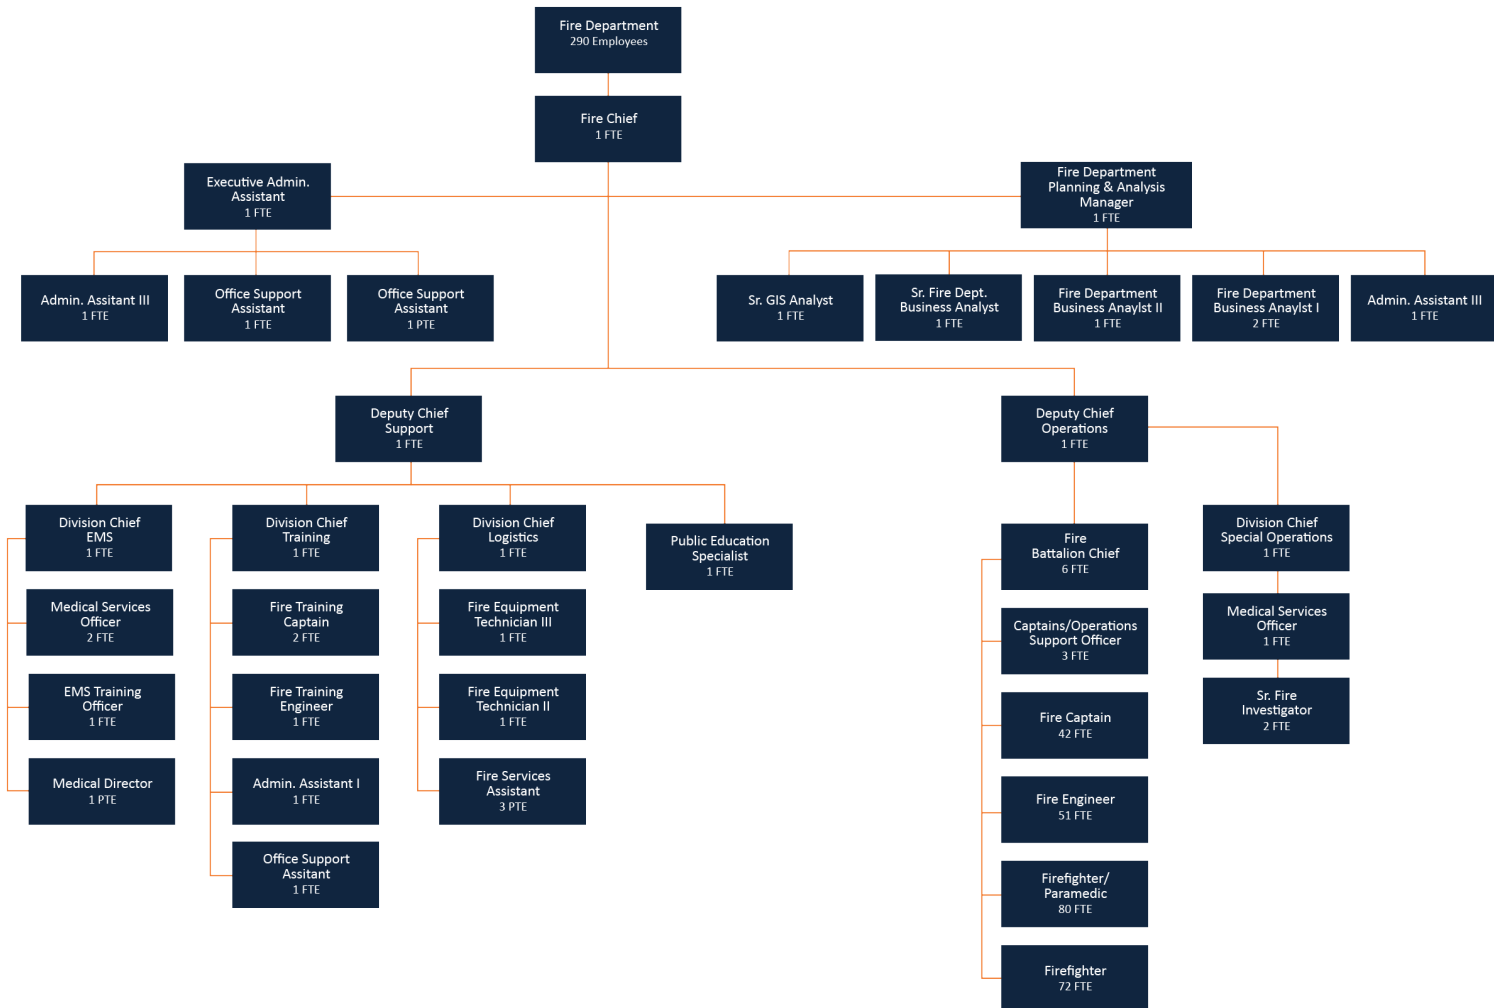 Fire Department
290 Employees
Fire Chief
1 FTE
Executive Admin.
Assistant
1 FTE
Fire Department
Planning & Analysis
Manager
1 FTE
Admin. Assitant III
1 FTE
Office Support
Assistant
1 FTE
Office Support
Assistant
1 PTE
Sr. GIS Analyst
1 FTE
Sr. Fire Dept.
Business Analyst
1 FTE
Fire Department
Business Anaylst II
1 FTE
Fire Department
Business Anaylst I
2 FTE
Admin. Assistant III
1 FTE
Deputy Chief
Support
1 FTE
Deputy Chief
Operations
1 FTE
Division Chief
EMS
1 FTE
Medical Services
Officer
2 FTE
EMS Training
Officer
1 FTE
Medical Director
1 PTE
Division Chief
Training
1 FTE
Fire Training
Captain
2 FTE
Fire Training
Engineer
1 FTE
Admin. Assistant I
1 FTE
Office Support
Assitant
1 FTE
Division Chief
Logistics
1 FTE
Fire Equipment
Technician III
1 FTE
Fire Equipment
Technician II
1 FTE
Fire Services
Assistant
3 PTE
Public Education
Specialist
1 FTE
Fire
Battalion Chief
6 FTE
Captains/Operations
Support Officer
3 FTE
Fire Captain
42 FTE
Fire Engineer
51 FTE
Firefighter/
Paramedic
80 FTE
Firefighter
72 FTE
Division Chief
Special Operations
1 FTE
Medical Services
Officer
1 FTE
Sr. Fire
Investigator
2 FTE